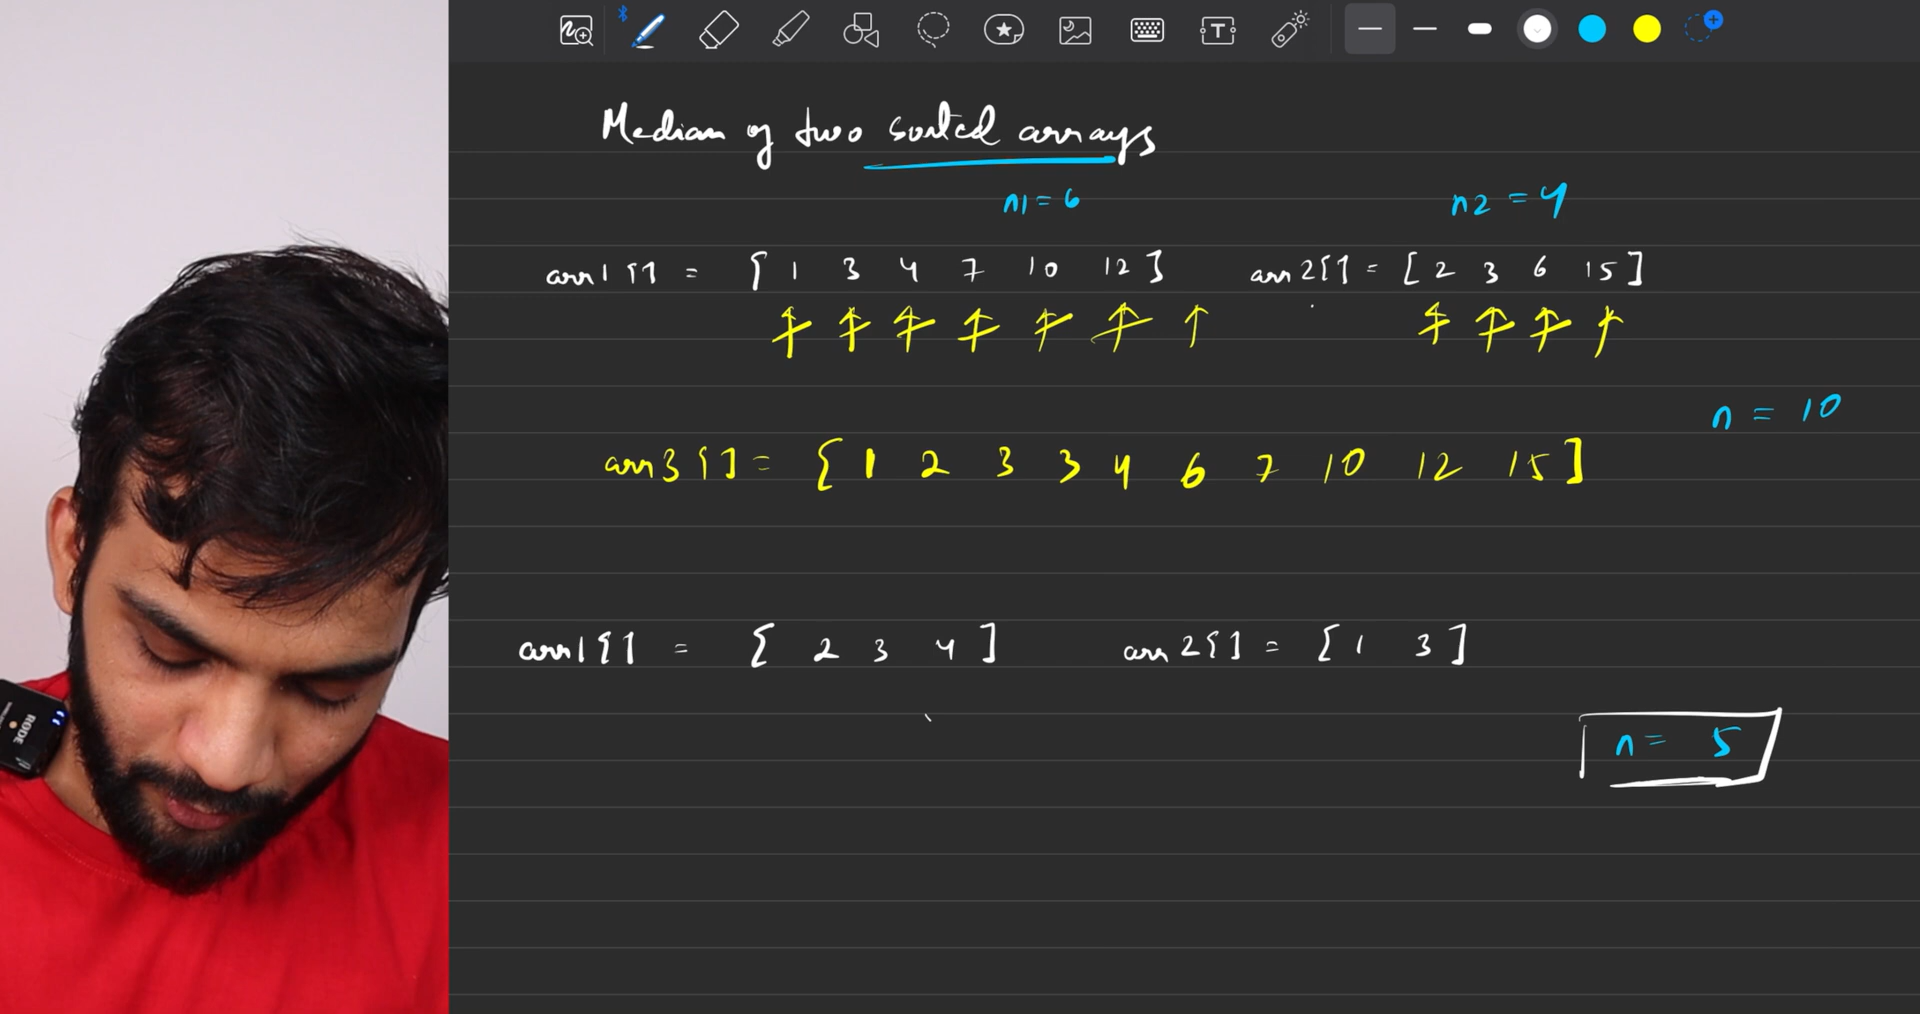 Median of two sorted arrays
n1 = 6
n2 = 4
arr1[] = [ 1 3 4 7 10 12 ]
arr2[] = [ 2 3 6 15 ]
n = 10
arr3[] = [ 1 2 3 3 4 6 7 10 12 15 ]
arr1[] = [ 2 3 4 ]
arr2[] = [ 1 3 ]
RODE
n = 5